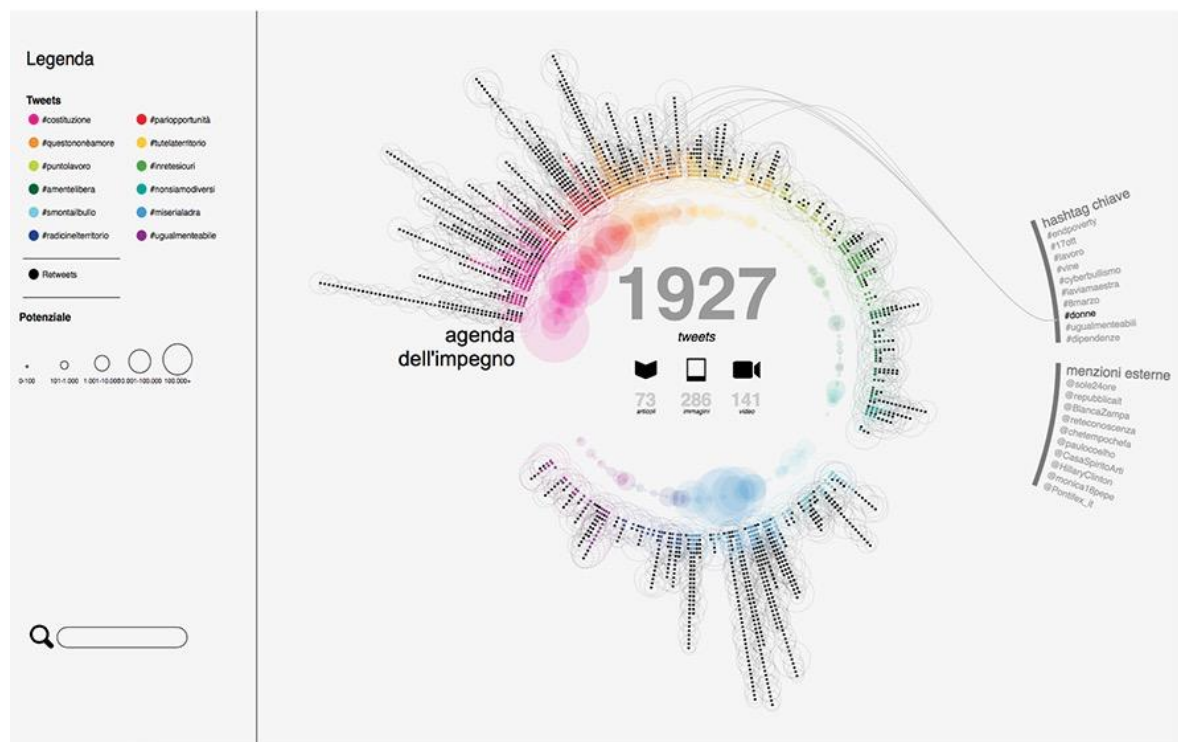 Legenda
Tweets
#costituzione
#pariopportunità
#questononèamore
#tutelaterritorio
#puntolavoro
#inretesicuri
#amentelibera
#nonsiamodiversi
#smontailbullo
#miserialadra
#radicinelterritorio
#ugualmenteabile
Retweets
Potenziale
0-100
101-1.000
1.001-10.000
10.001-100.000
100.000+
agenda
dell'impegno
1927
tweets
73
articoli
286
immagini
141
video
hashtag chiave
#endpoverty
#17ott
#lavoro
#vine
#cyberbullismo
#laviamaestra
#8marzo
#donne
#ugualmenteabili
#dipendenze
menzioni esterne
@sole24ore
@repubblicait
@BiancaZampa
@reteconoscenza
@chetempochefa
@paulocoelho
@CasaSpiritoArti
@HillaryClinton
@monica16pepe
@Pontifex_it